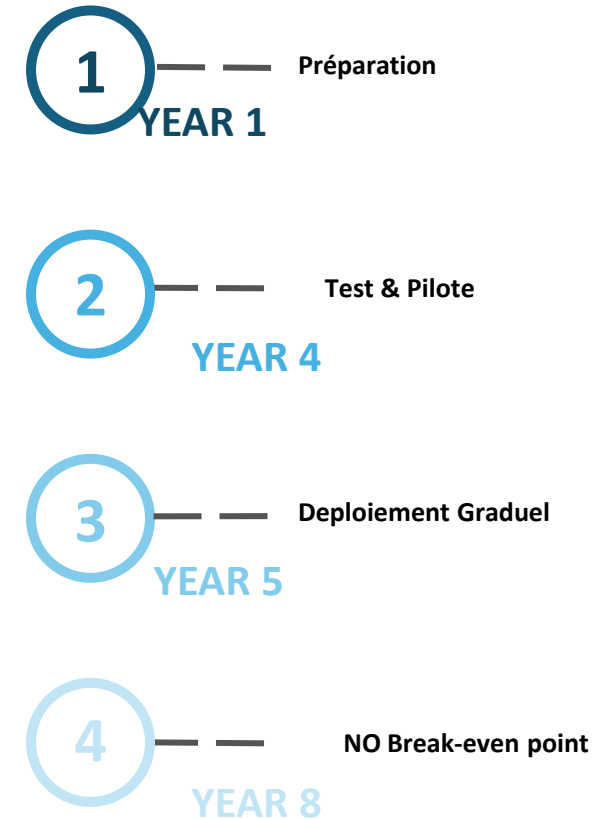 1
Préparation
YEAR 1
2
Test & Pilote
YEAR 4
3
Deploiement Graduel
YEAR 5
4
NO Break-even point
YEAR 8